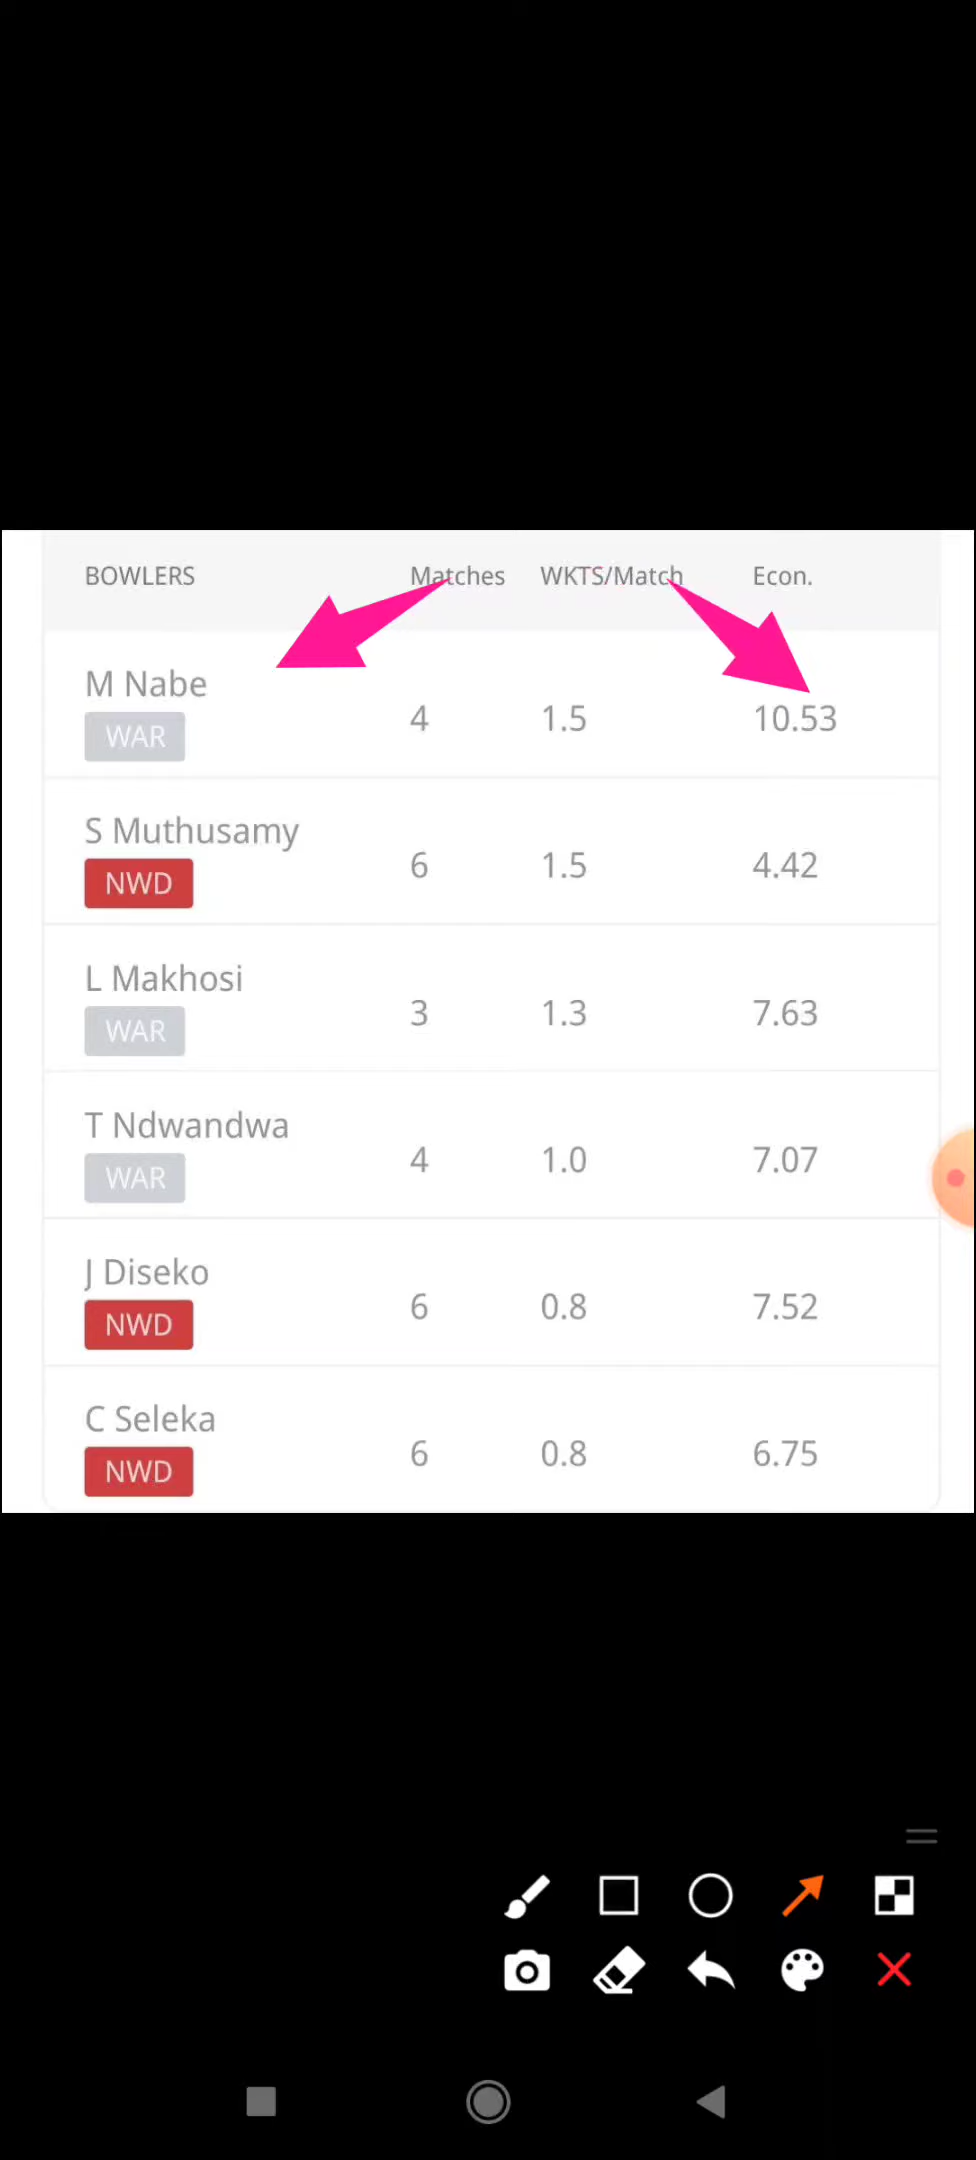 BOWLERS Matches WKTS/Match Econ.
M Nabe
WAR 4 1.5 10.53
S Muthusamy
NWD 6 1.5 4.42
L Makhosi
WAR 3 1.3 7.63
T Ndwandwa
WAR 4 1.0 7.07
J Diseko
NWD 6 0.8 7.52
C Seleka
NWD 6 0.8 6.75